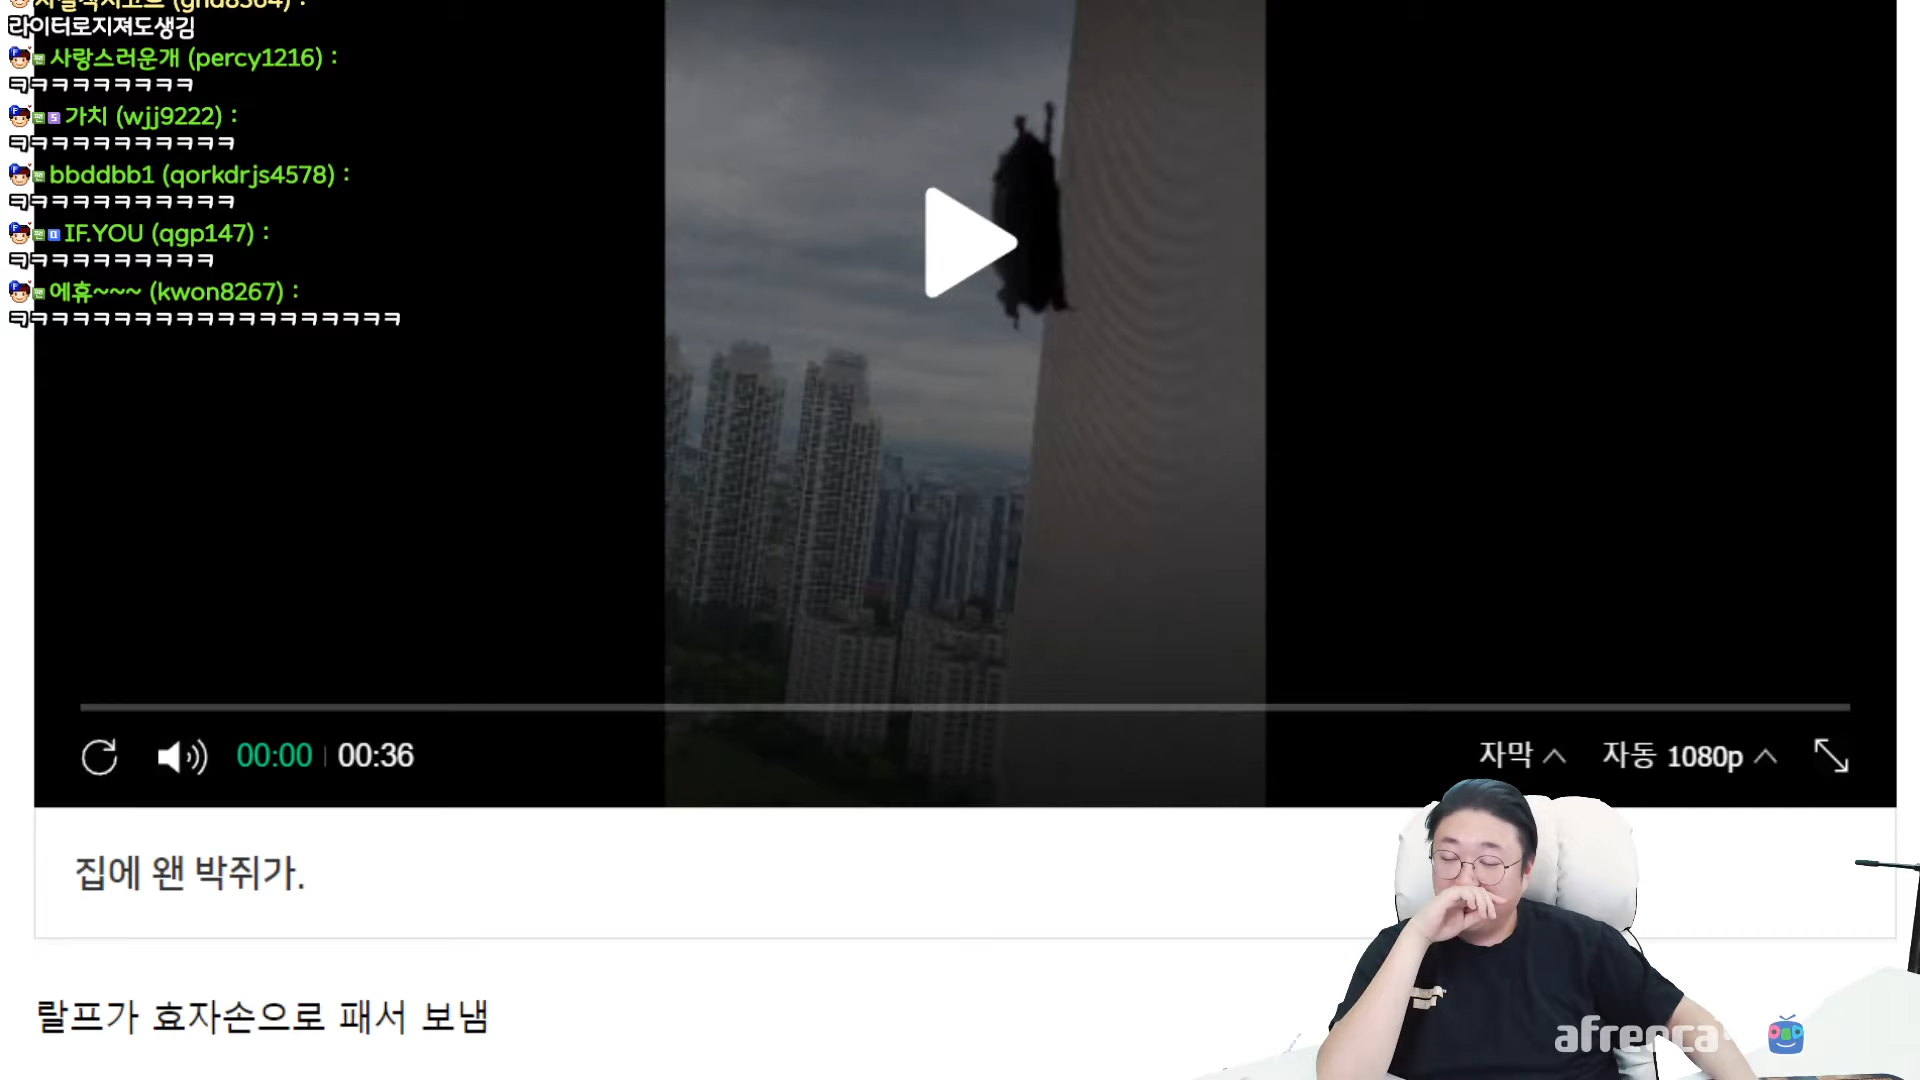 라이터로지져도생김
사랑스러운개 (percy1216) :
ㅋㅋㅋㅋㅋㅋㅋㅋㅋ
가치 (wjj9222) :
ㅋㅋㅋㅋㅋㅋㅋㅋㅋㅋㅋ
bbddbb1 (qorkdrjs4578) :
ㅋㅋㅋㅋㅋㅋㅋㅋㅋㅋㅋ
IF.YOU (qgp147) :
ㅋㅋㅋㅋㅋㅋㅋㅋㅋㅋ
에휴~~~ (kwon8267) :
ㅋㅋㅋㅋㅋㅋㅋㅋㅋㅋㅋㅋㅋㅋㅋㅋㅋㅋㅋ
00:00 | 00:36
자막 자동 1080p
집에 왠 박쥐가.
랄프가 효자손으로 패서 보냄